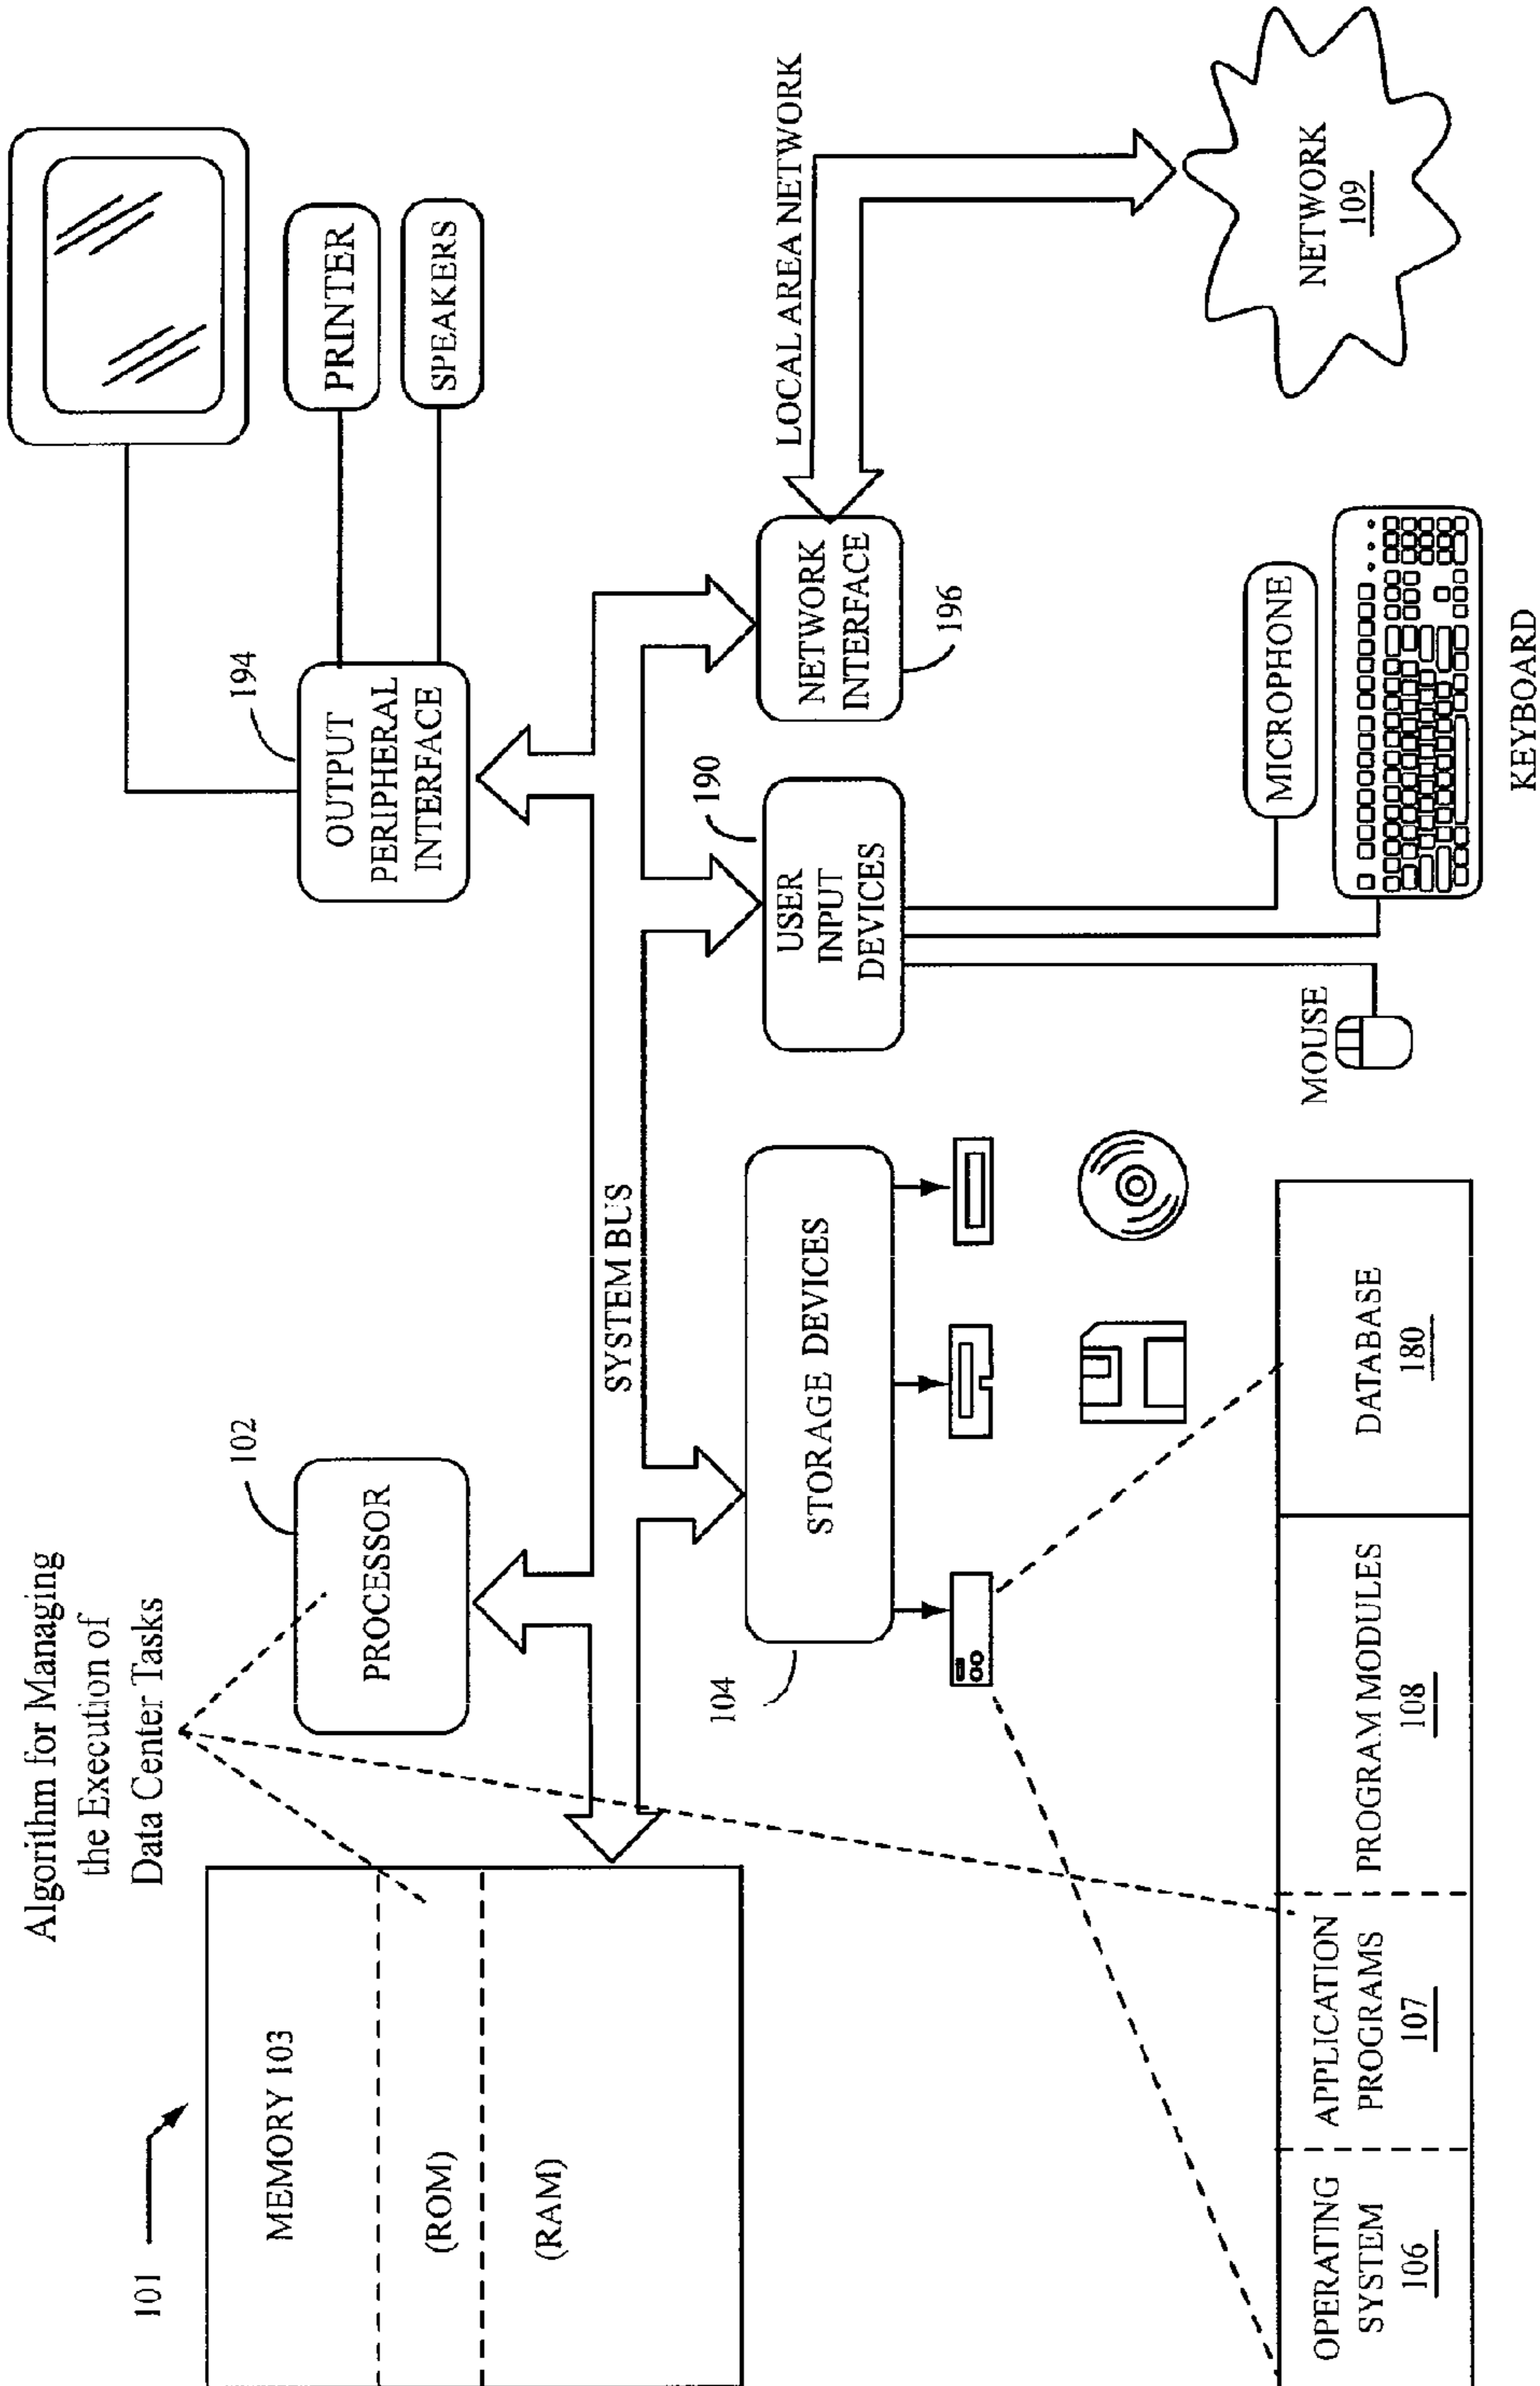 Algorithm for Managing
the Execution of
Data Center Tasks
101
MEMORY 103
(ROM)
(RAM)
102
PROCESSOR
194
OUTPUT
PERIPHERAL
INTERFACE
PRINTER
SPEAKERS
SYSTEM BUS
LOCAL AREA NETWORK
104
STORAGE DEVICES
190
USER
INPUT
DEVICES
NETWORK
INTERFACE
196
MOUSE
MICROPHONE
KEYBOARD
NETWORK
109
OPERATING
SYSTEM
106
APPLICATION
PROGRAMS
107
PROGRAM MODULES
108
DATABASE
180